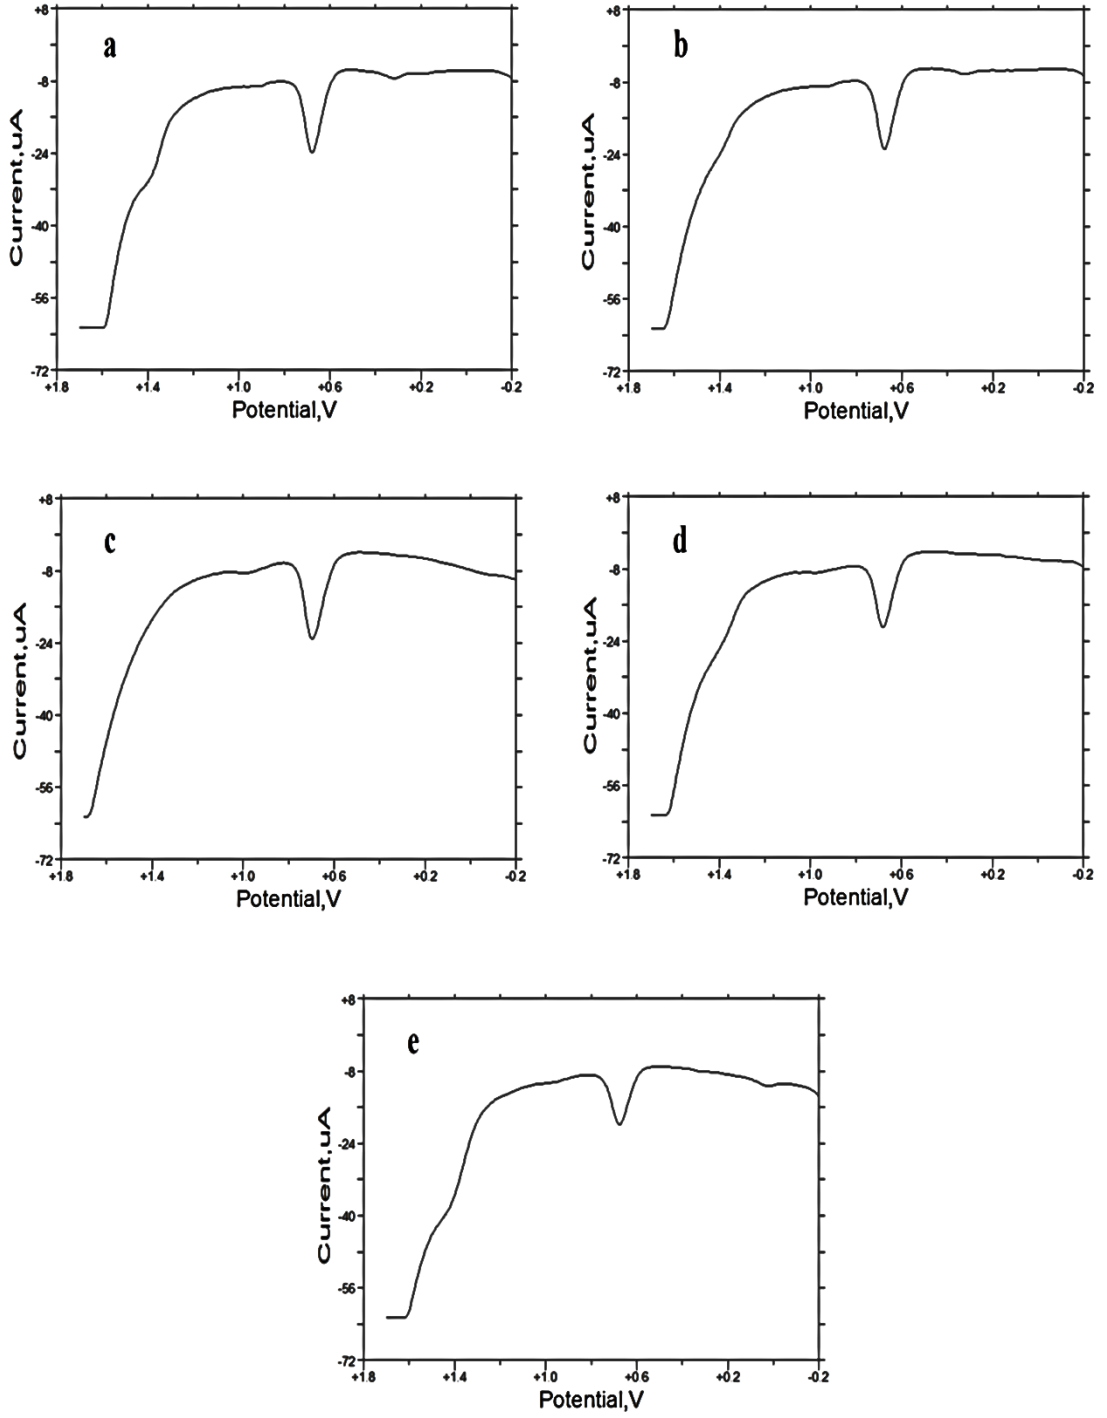 +8 a +8 b
-8 -8
-24 -24
-40 -40
-56 -56
-72 -72
Current,uA Current,uA
+1.8 +1.4 +1.0 +0.6 +0.2 -0.2 +1.8 +1.4 +1.0 +0.6 +0.2 -0.2
Potential,V Potential,V
+8 c +8 d
-8 -8
-24 -24
-40 -40
-56 -56
-72 -72
Current,uA Current,uA
+1.8 +1.4 +1.0 +0.6 +0.2 -0.2 +1.8 +1.4 +1.0 +0.6 +0.2 -0.2
Potential,V Potential,V
+8 e
-8
-24
-40
-56
-72
Current,uA
+1.8 +1.4 +1.0 +0.6 +0.2 -0.2
Potential,V